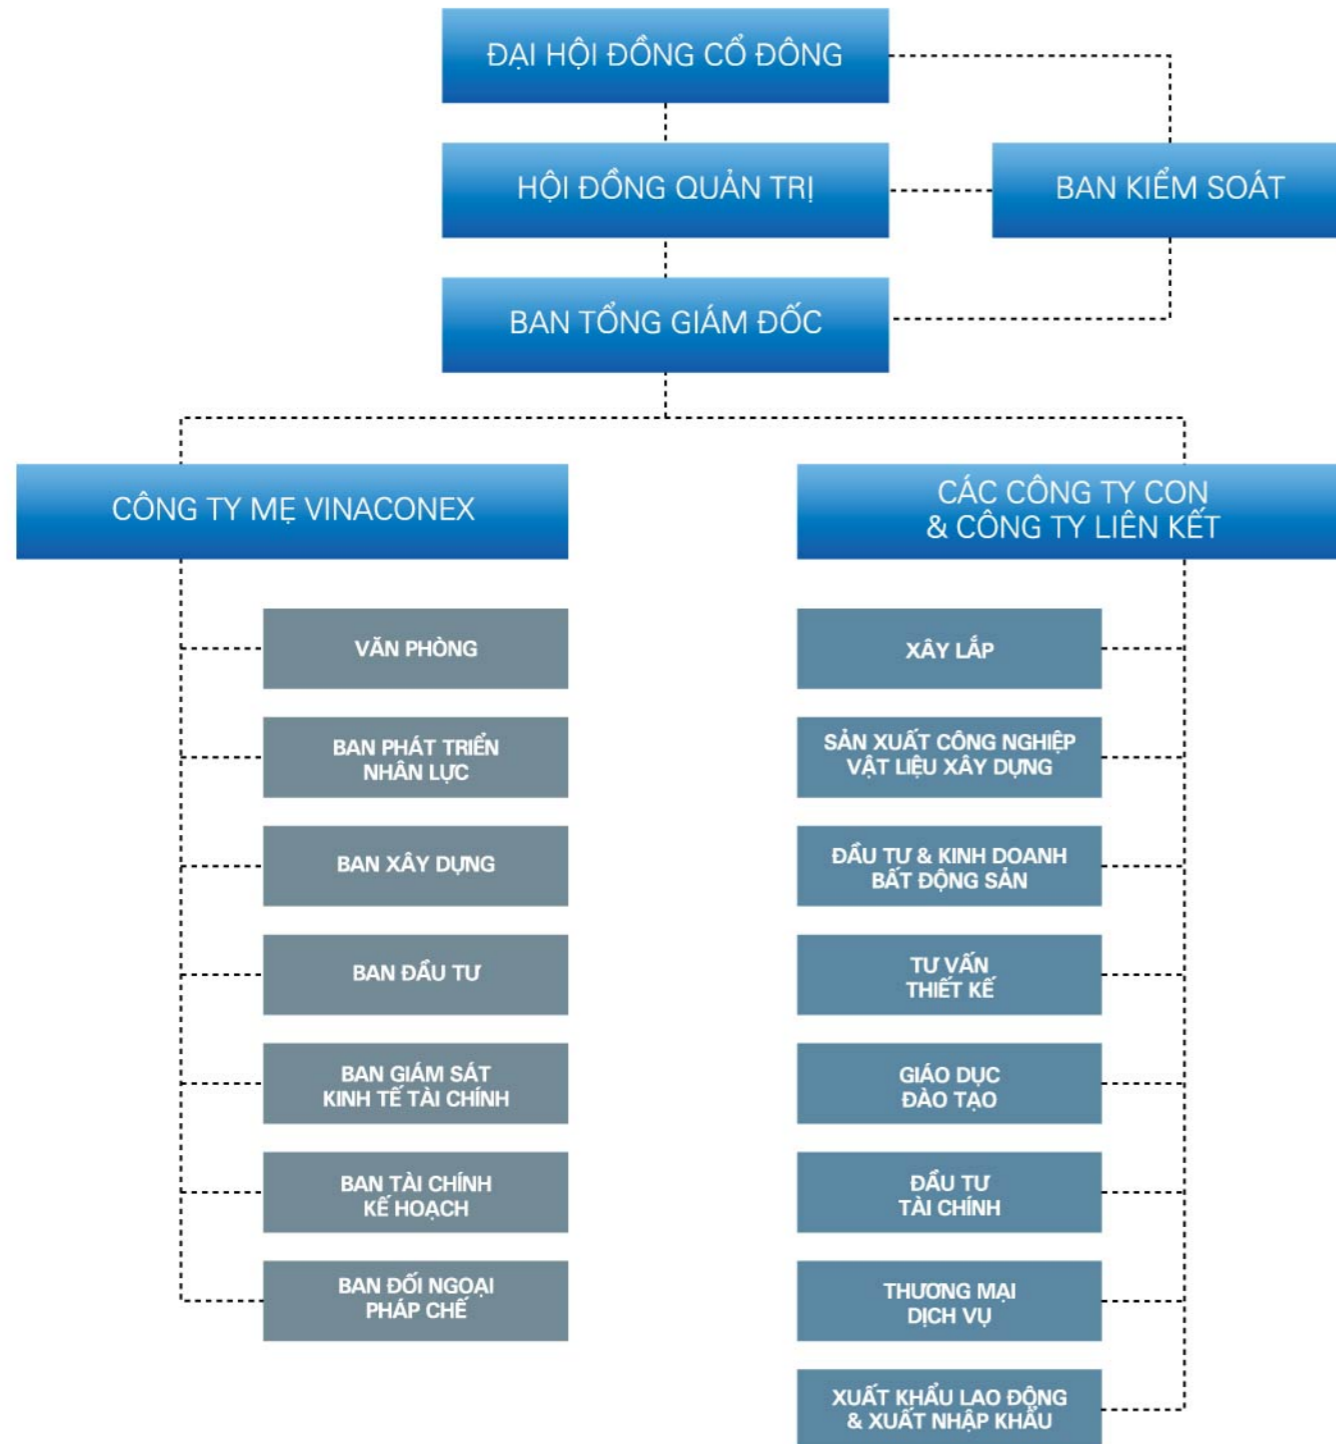 ĐẠI HỘI ĐỒNG CỔ ĐÔNG
HỘI ĐỒNG QUẢN TRỊ
BAN KIỂM SOÁT
BAN TỔNG GIÁM ĐỐC
CÔNG TY MẸ VINACONEX
VĂN PHÒNG
BAN PHÁT TRIỂN
NHÂN LỰC
BAN XÂY DỰNG
BAN ĐẦU TƯ
BAN GIÁM SÁT
KINH TẾ TÀI CHÍNH
BAN TÀI CHÍNH
KẾ HOẠCH
BAN ĐỐI NGOẠI
PHÁP CHẾ
CÁC CÔNG TY CON
& CÔNG TY LIÊN KẾT
XÂY LẮP
SẢN XUẤT CÔNG NGHIỆP
VẬT LIỆU XÂY DỰNG
ĐẦU TƯ & KINH DOANH
BẤT ĐỘNG SẢN
TƯ VẤN
THIẾT KẾ
GIÁO DỤC
ĐÀO TẠO
ĐẦU TƯ
TÀI CHÍNH
THƯƠNG MẠI
DỊCH VỤ
XUẤT KHẨU LAO ĐỘNG
& XUẤT NHẬP KHẨU